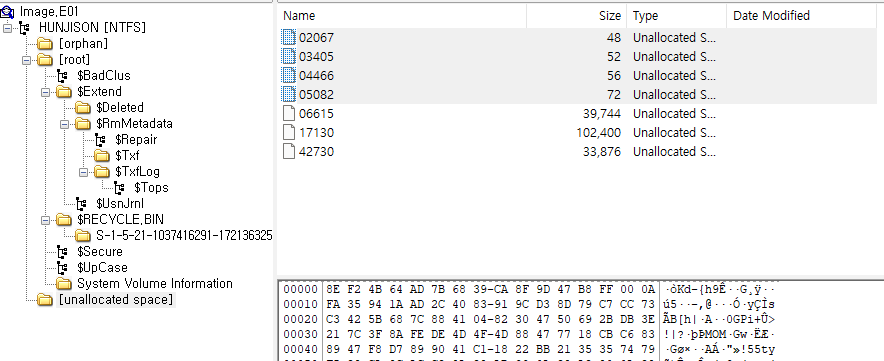 Image.E01
HUNJISON [NTFS]
[orphan]
[root]
$BadClus
$Extend
$Deleted
$RmMetadata
$Repair
$Txf
$TxfLog
$Tops
$UsnJrnl
$RECYCLE.BIN
S-1-5-21-1037416291-172136325
$Secure
$UpCase
System Volume Information
[unallocated space]
Name Size Type Date Modified
02067 48 Unallocated S...
03405 52 Unallocated S...
04466 56 Unallocated S...
05082 72 Unallocated S...
06615 39,744 Unallocated S...
17130 102,400 Unallocated S...
42730 33,876 Unallocated S...
00000 8E F2 4B 64 AD 7B 68 39-CA 8F 9D 47 B8 FF 00 0A ·òKd-{h9Ê··G¸ÿ··
00010 FA 35 94 1A AD 2C 40 83-91 9C D3 8D 79 C7 CC 73 ú5··-,@···Ó·yÇÌs
00020 C3 42 5B 68 7C 88 41 04-82 30 47 50 69 2B DB 3E ÃB[h|·A··0GPi+Û>
00030 21 7C 3F 8A FE DE 4D 4F-4D 88 47 77 18 CB C6 83 !|?·þÞMOM·Gw·ËÆ·
00040 89 47 F8 D7 89 90 41 C1-18 22 BB 21 35 35 74 79 ·Gø×··AÁ·"»!55ty